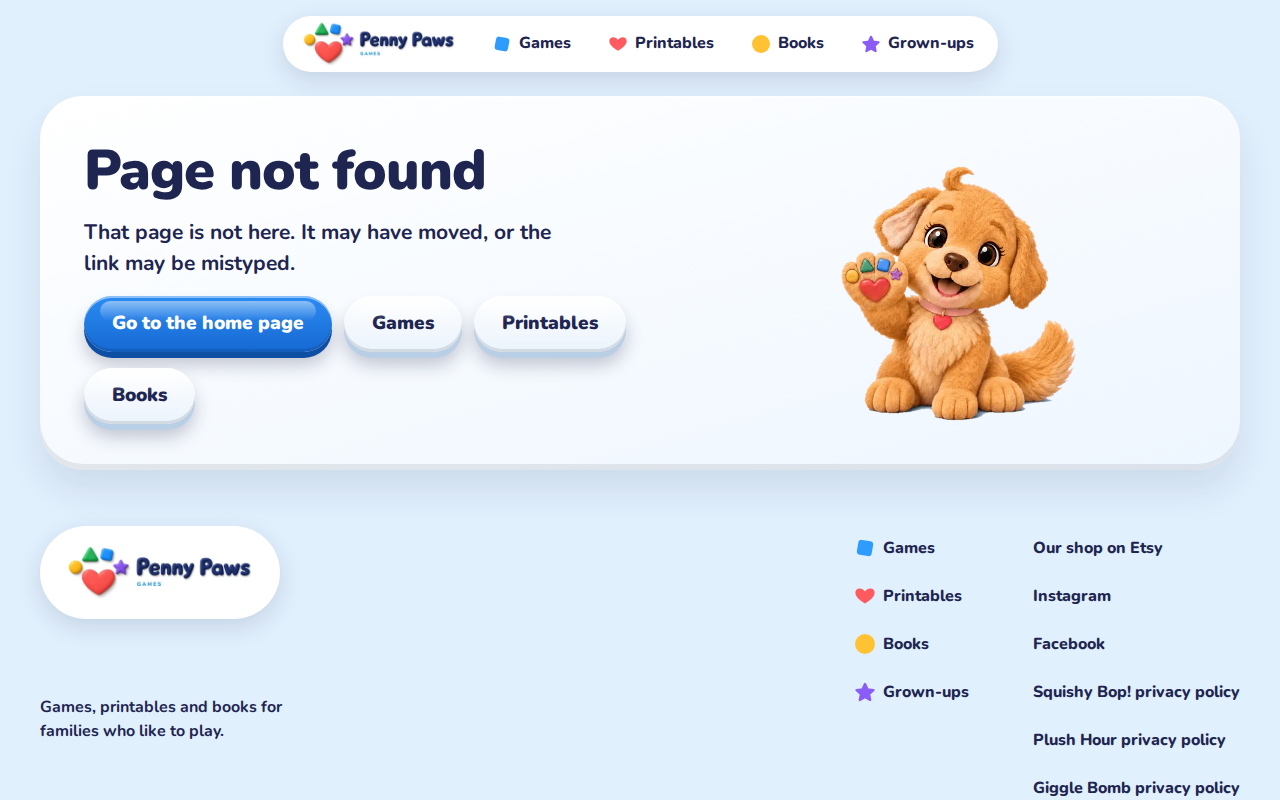 Penny Paws
GAMES
Games
Printables
Books
Grown-ups
Page not found
That page is not here. It may have moved, or the
link may be mistyped.
Go to the home page
Games
Printables
Books
Penny Paws
GAMES
Games, printables and books for
families who like to play.
Games
Printables
Books
Grown-ups
Our shop on Etsy
Instagram
Facebook
Squishy Bop! privacy policy
Plush Hour privacy policy
Giggle Bomb privacy policy